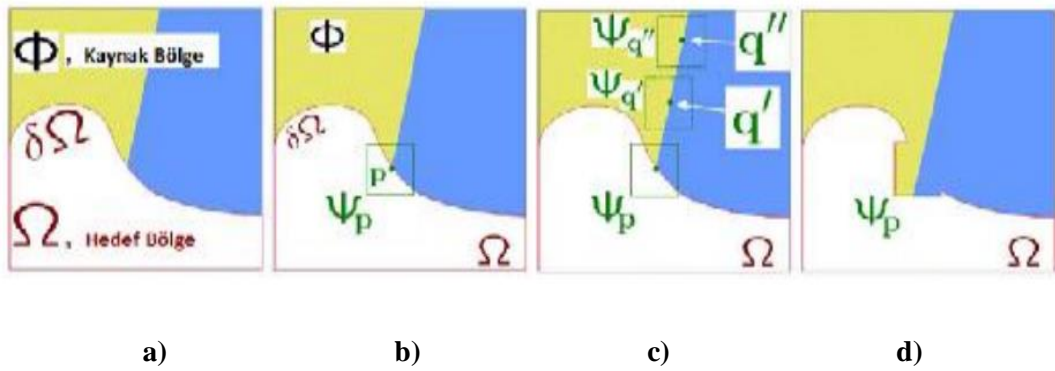 Φ, Kaynak Bölge
δΩ
Ω, Hedef Bölge
Φ
δΩ
p
Ψp
Ω
Ψq''
q''
Ψq'
q'
Ψp
Ω
Ψp
Ω
a) b) c) d)